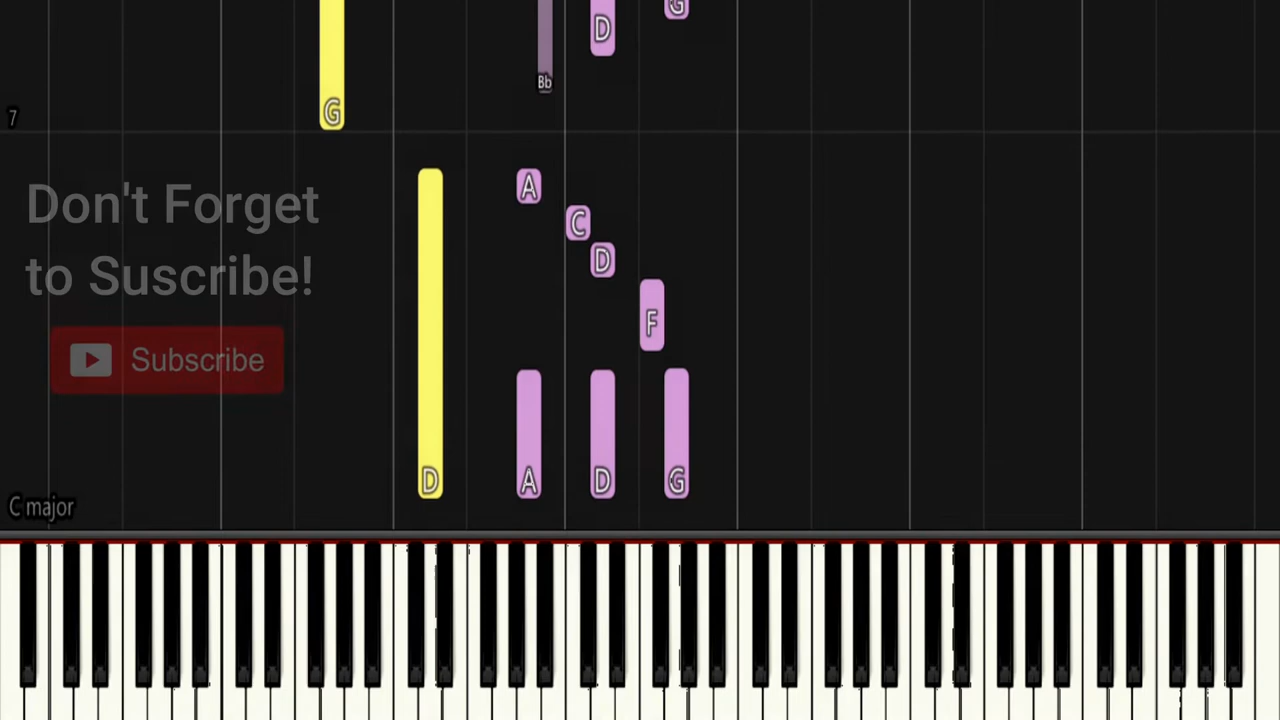 G
D
Bb
G
7
A
Don't Forget
C
D
to Suscribe!
F
Subscribe
D
A
D
G
C major